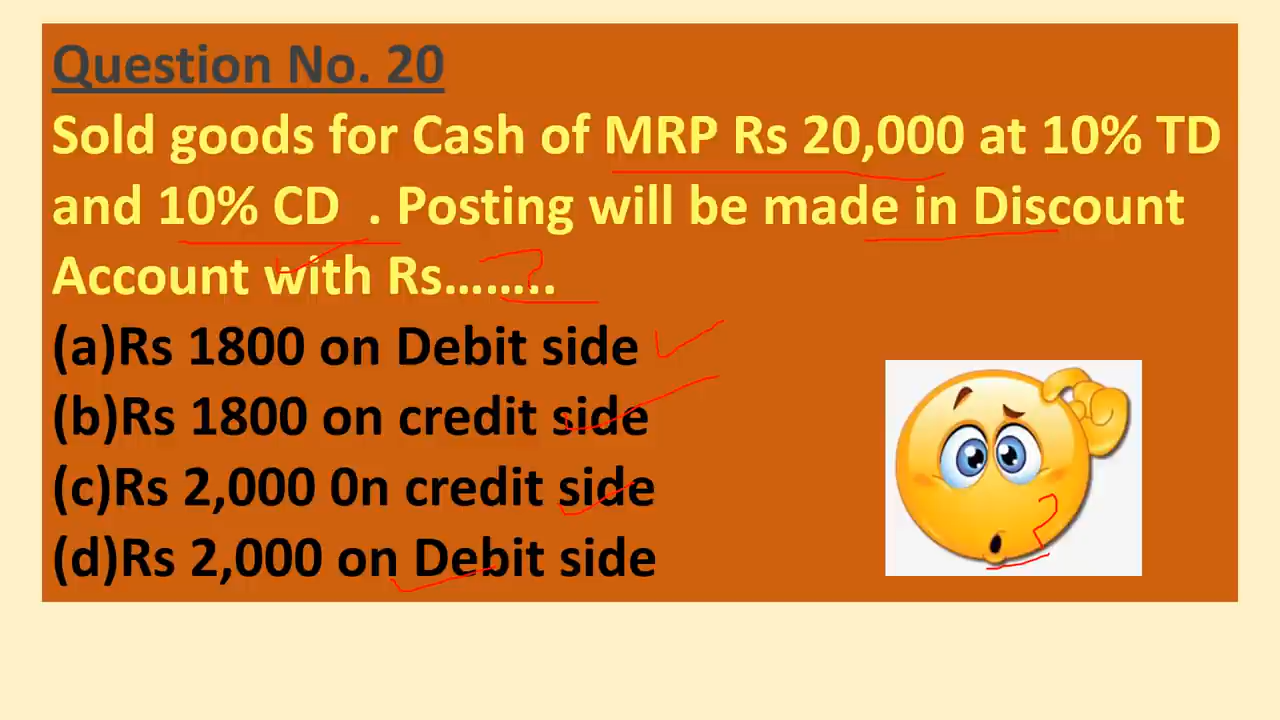 Question No. 20
Sold goods for Cash of MRP Rs 20,000 at 10% TD
and 10% CD . Posting will be made in Discount
Account with Rs……..
(a)Rs 1800 on Debit side
(b)Rs 1800 on credit side
(c)Rs 2,000 0n credit side
(d)Rs 2,000 on Debit side